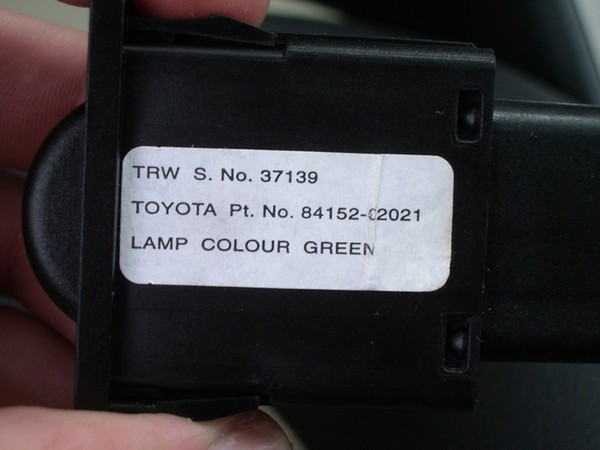 TRW S. No. 37139
TOYOTA Pt. No. 84152-02021
LAMP COLOUR GREEN